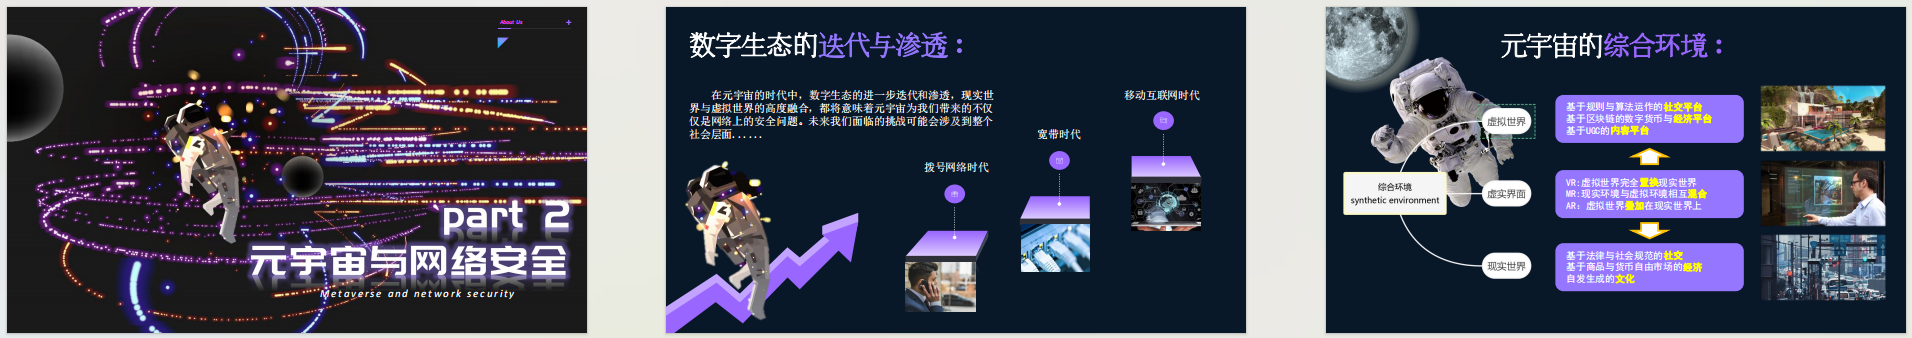 About Us
part 2
元宇宙与网络安全
Metaverse and network security
数字生态的迭代与渗透：
在元宇宙的时代中，数字生态的进一步迭代和渗透，现实世
界与虚拟世界的高度融合，都将意味着元宇宙为我们带来的不仅
仅是网络上的安全问题。未来我们面临的挑战可能会涉及到整个
社会层面......
拨号网络时代
宽带时代
移动互联网时代
元宇宙的综合环境：
综合环境
synthetic environment
虚拟世界
虚实界面
现实世界
基于规则与算法运作的社交平台
基于区块链的数字货币与经济平台
基于UGC的内容平台
VR:虚拟世界完全置换现实世界
MR:现实环境与虚拟环境相互混合
AR: 虚拟世界叠加在现实世界上
基于法律与社会规范的社交
基于商品与货币自由市场的经济
自发生成的文化